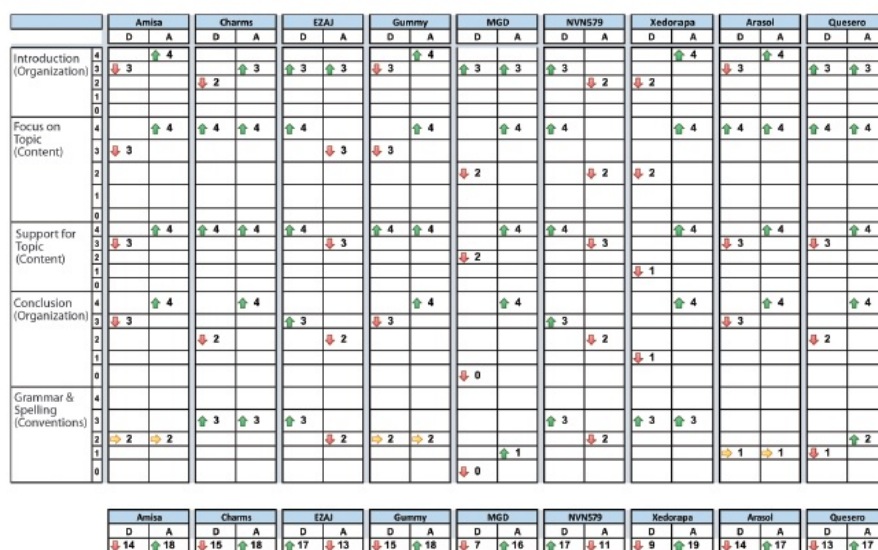 Amisa Charms EZAJ Gummy MGD NVN579 Xedorapa Arasol Quesero
D A D A D A D A D A D A D A D A D A
Introduction (Organization)
4 4 4 4 4
3 3 3 3 3 3 3 3 3 3 3 3
2 2 2 2
1
0
Focus on Topic (Content)
4 4 4 4 4 4 4 4 4 4 4 4 4
3 3 3 3
2 2 2 2
1
0
Support for Topic (Content)
4 4 4 4 4 4 4 4 4 4 4 4
3 3 3 3 3 3
2 2
1 1
0
Conclusion (Organization)
4 4 4 4 4 4 4 4
3 3 3 3 3 3
2 2 2 2 2
1 1
0 0
Grammar & Spelling (Conventions)
4
3 3 3 3 3 3 3
2 2 2 2 2 2 2 2
1 1 1 1 1
0 0
Amisa Charms EZAJ Gummy MGD NVN579 Xedorapa Arasol Quesero
D A D A D A D A D A D A D A D A D A
14 18 15 18 17 13 15 18 7 16 17 11 9 19 14 17 13 17